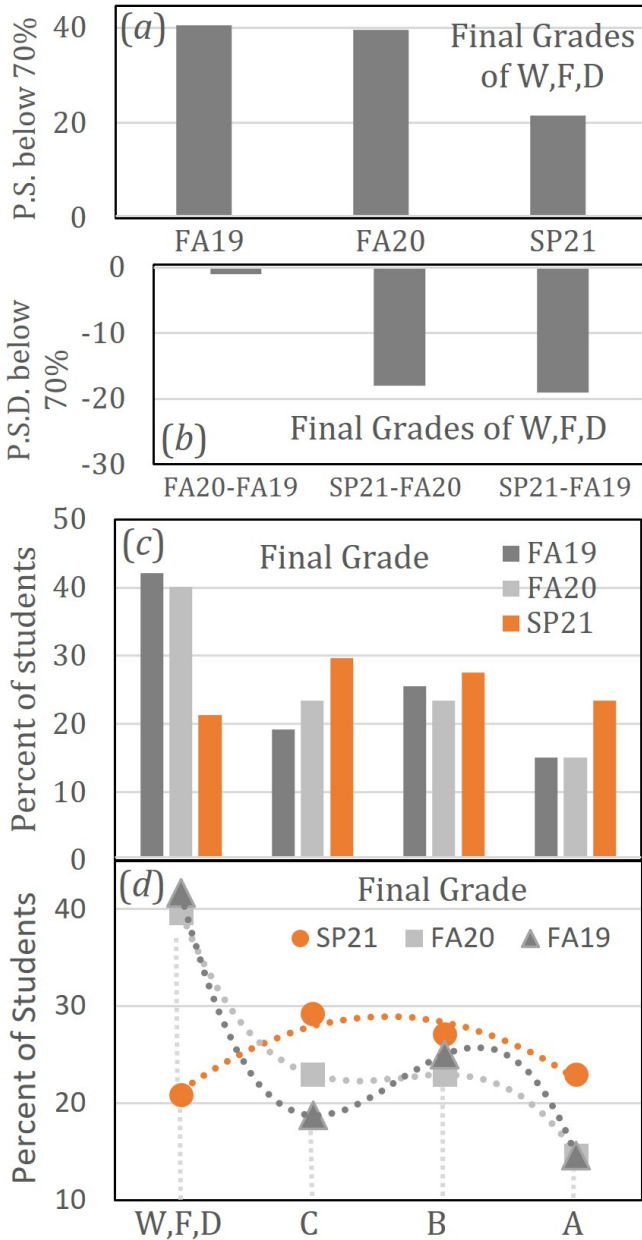 (a)
Final Grades
of W,F,D
P.S. below 70%
40
20
0
FA19 FA20 SP21
P.S.D. below
70%
0
-10
-20
-30
(b)
Final Grades of W,F,D
FA20-FA19 SP21-FA20 SP21-FA19
(c)
Final Grade
FA19
FA20
SP21
Percent of students
50
40
30
20
10
0
(d)
Final Grade
SP21 FA20 FA19
Percent of Students
40
30
20
10
W,F,D C B A